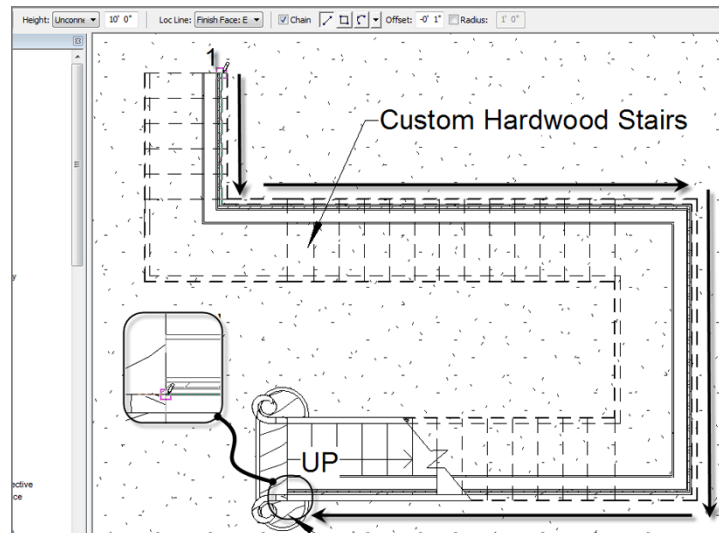 Height: Unconne 10' 0" Loc Line: Finish Face: E Chain Offset: -0' 1" Radius: 1' 0"
1
Custom Hardwood Stairs
y
UP
ective
ce